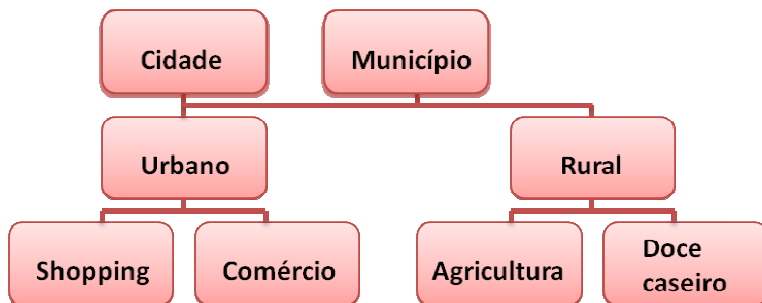 Cidade
Município
Urbano
Rural
Shopping
Comércio
Agricultura
Doce
caseiro